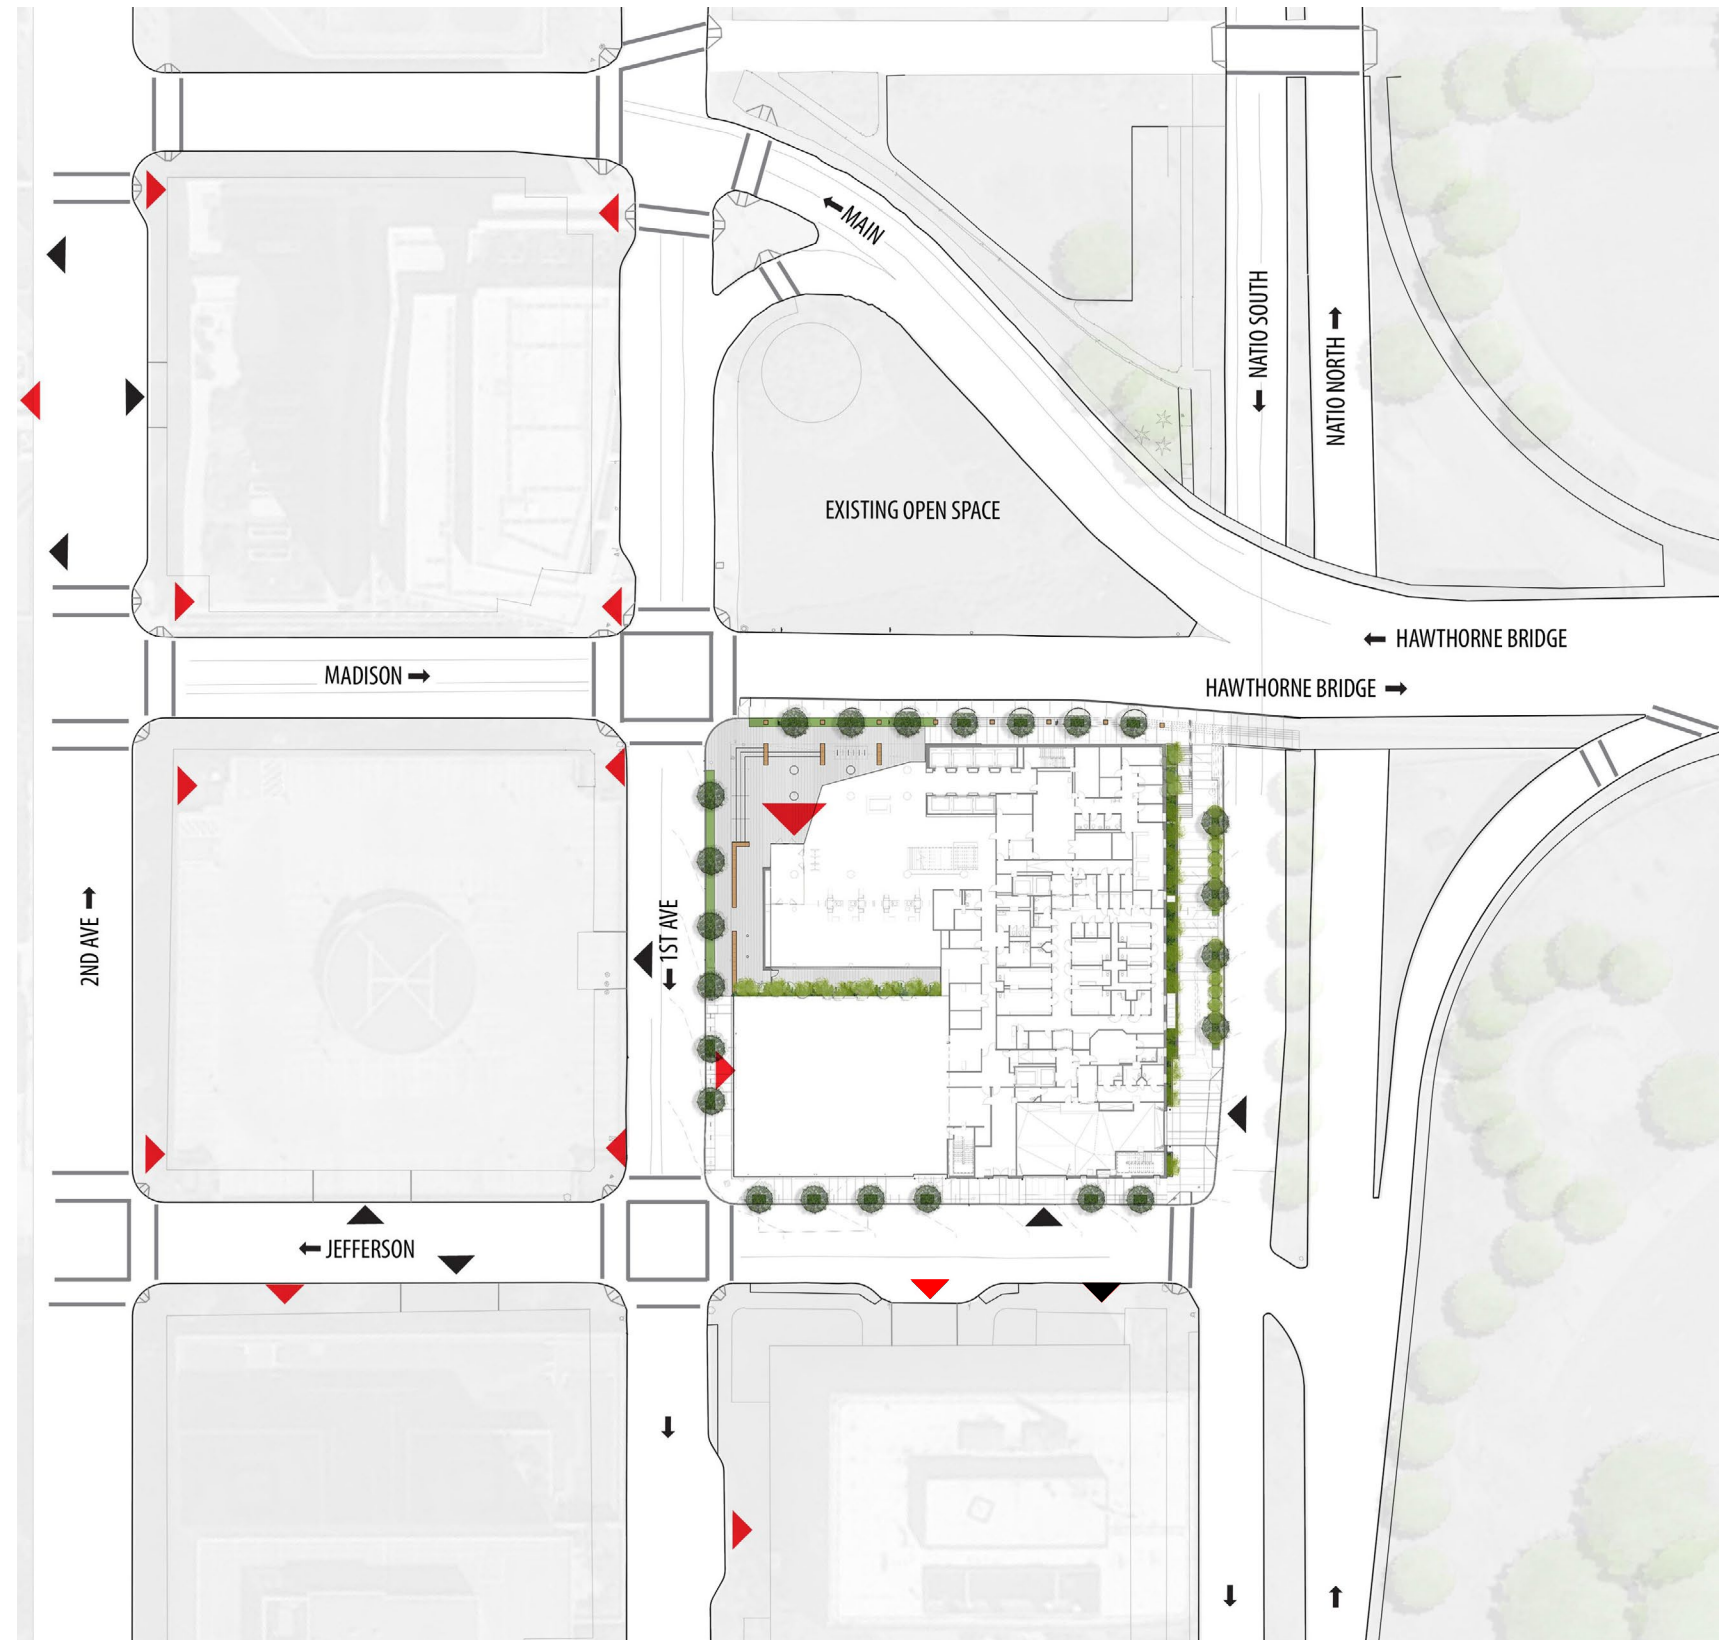 MAIN
NATIO SOUTH
NATIO NORTH
EXISTING OPEN SPACE
HAWTHORNE BRIDGE
MADISON
HAWTHORNE BRIDGE
2ND AVE
1ST AVE
JEFFERSON